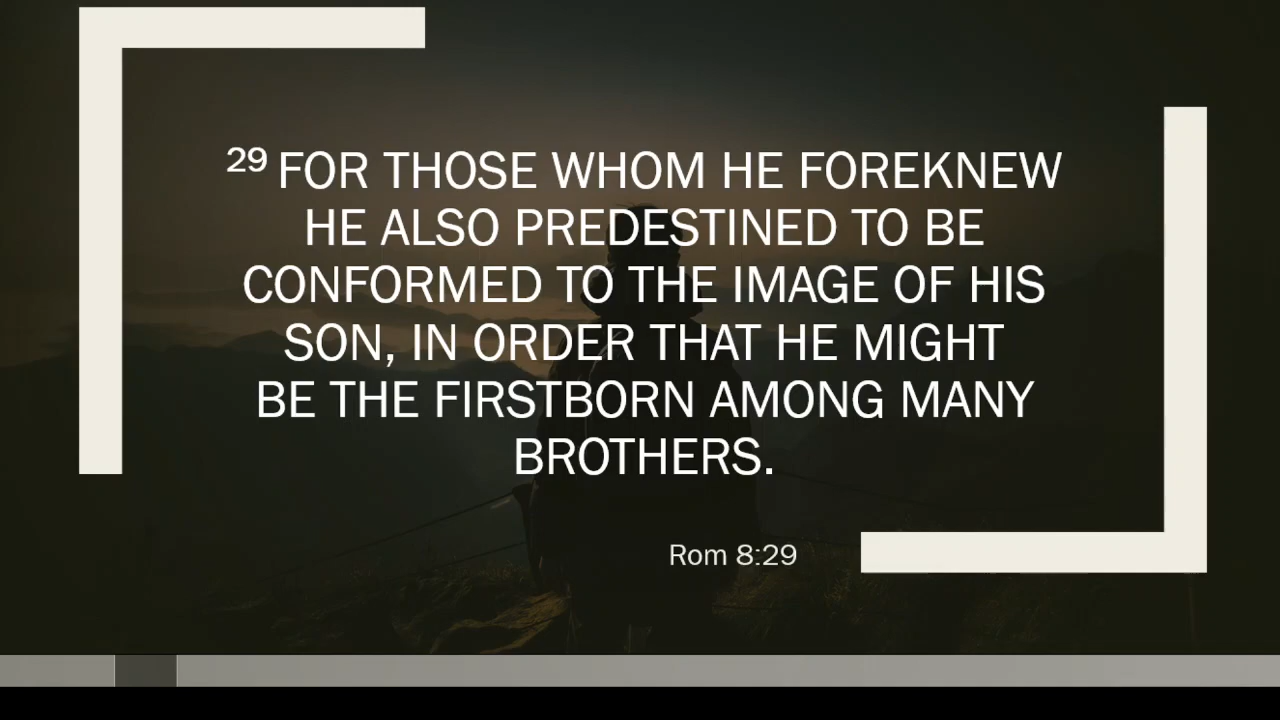 29 FOR THOSE WHOM HE FOREKNEW
HE ALSO PREDESTINED TO BE
CONFORMED TO THE IMAGE OF HIS
SON, IN ORDER THAT HE MIGHT
BE THE FIRSTBORN AMONG MANY
BROTHERS.
Rom 8:29